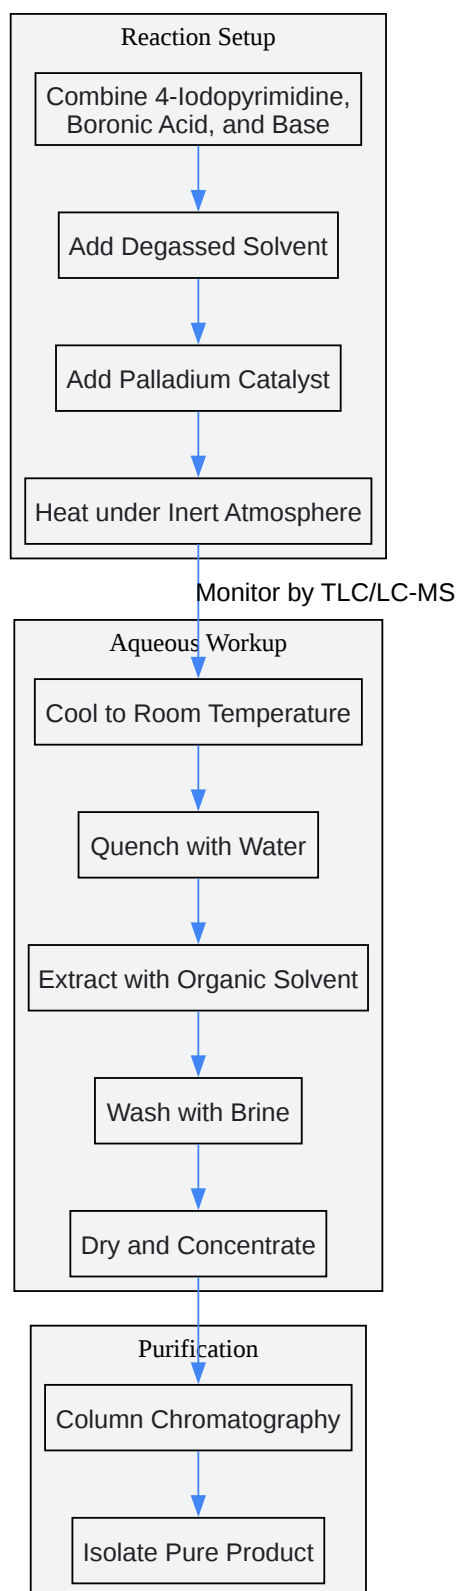 Reaction Setup
Combine 4-Iodopyrimidine,
Boronic Acid, and Base
Add Degassed Solvent
Add Palladium Catalyst
Heat under Inert Atmosphere
Monitor by TLC/LC-MS
Aqueous Workup
Cool to Room Temperature
Quench with Water
Extract with Organic Solvent
Wash with Brine
Dry and Concentrate
Purification
Column Chromatography
Isolate Pure Product